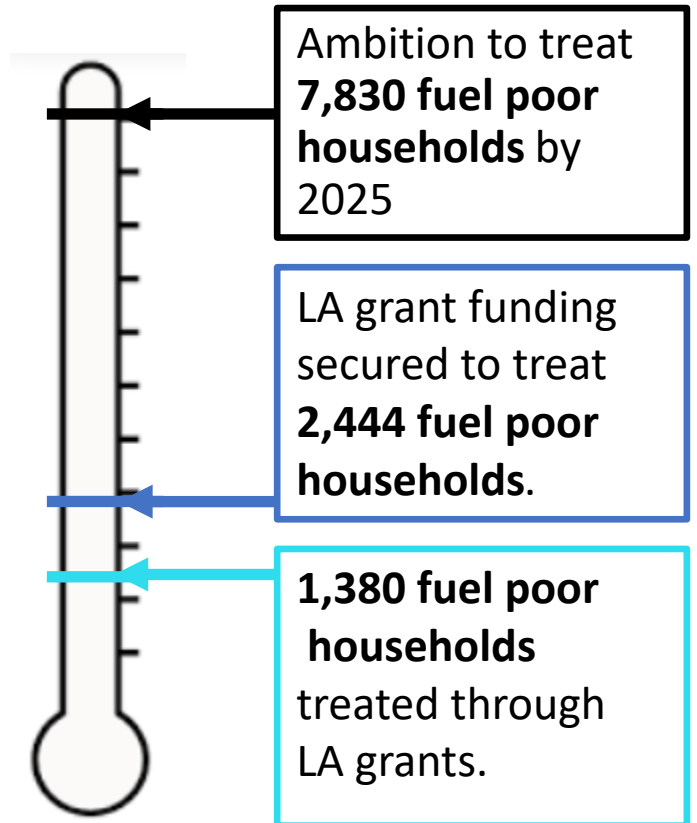 Ambition to treat
7,830 fuel poor
households by
2025
LA grant funding
secured to treat
2,444 fuel poor
households.
1,380 fuel poor
households
treated through
LA grants.